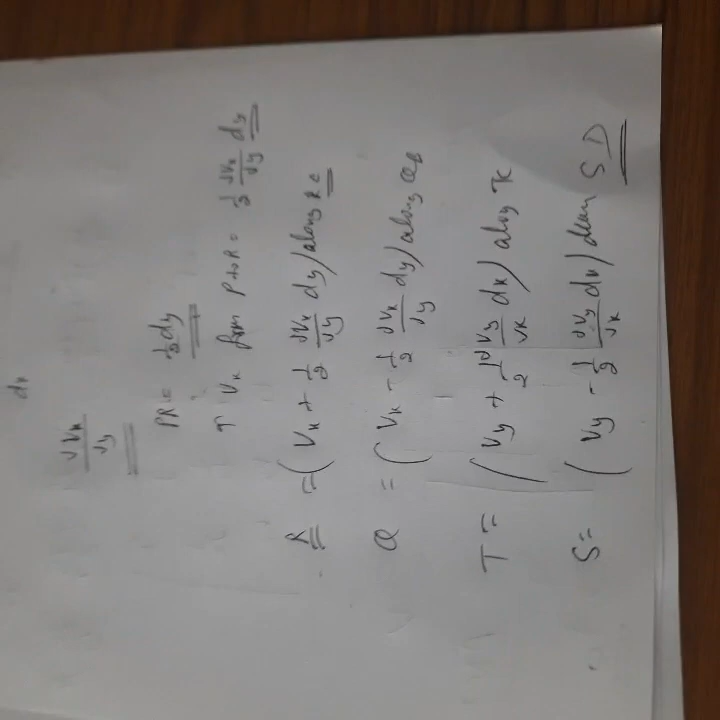 dx
∂Vx/∂y
PR = 1/2 dy
↑ Vx from P to R = 1/2 ∂Vx/∂y dy
R = (Vx + 1/2 ∂Vx/∂y dy) along RC
Q = (Vx - 1/2 ∂Vx/∂y dy) along QB
T = (Vy + 1/2 ∂Vy/∂x dx) along TC
S = (Vy - 1/2 ∂Vy/∂x dx) SD